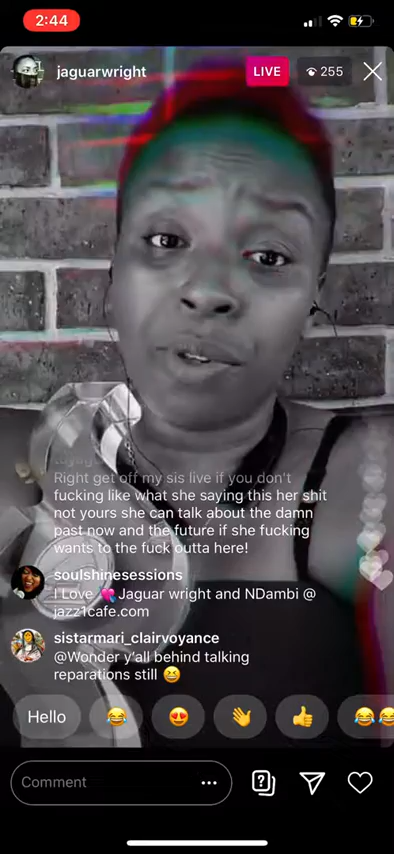 2:44
jaguarwright
LIVE
255
Right get off my sis live if you don't
fucking like what she saying this her shit
not yours she can talk about the damn
past now and the future if she fucking
wants to the fuck outta here!
soulshinesessions
I Love 💘 Jaguar wright and NDambi @
jazz1cafe.com
sistarmari_clairvoyance
@Wonder y'all behind talking
reparations still 😆
Hello
Comment